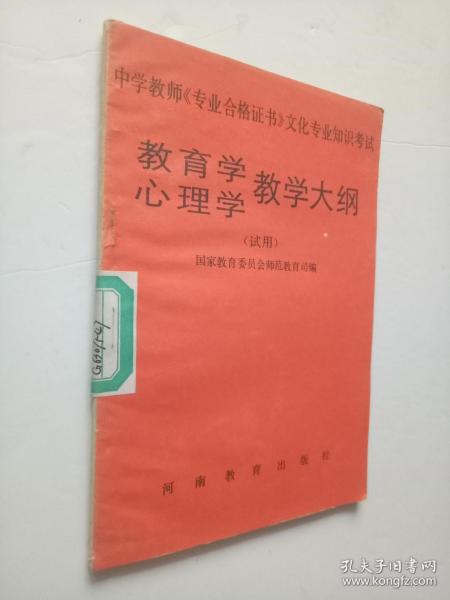 中学教师《专业合格证书》文化专业知识考试
教育学
心理学
教学大纲
（试用）
国家教育委员会师范教育司编
河南教育出版社
孔夫子旧书网
www.kongfz.com